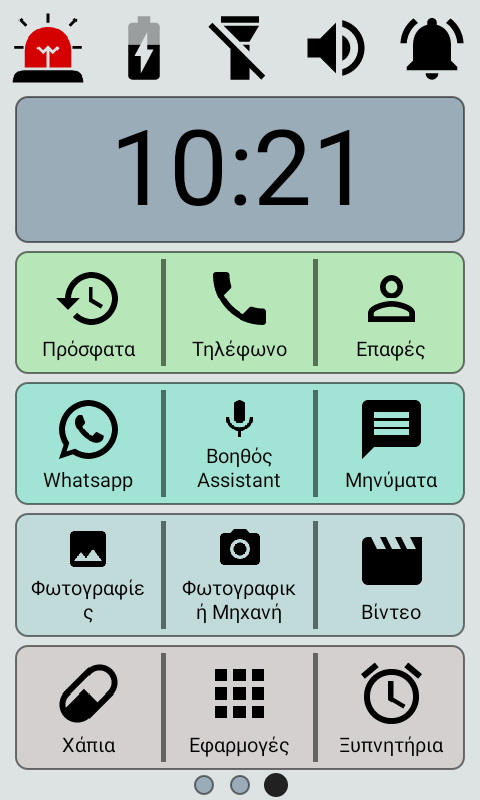 10:21
Πρόσφατα
Τηλέφωνο
Επαφές
Whatsapp
Βοηθός
Assistant
Μηνύματα
Φωτογραφίε
ς
Φωτογραφικ
ή Μηχανή
Βίντεο
Χάπια
Εφαρμογές
Ξυπνητήρια